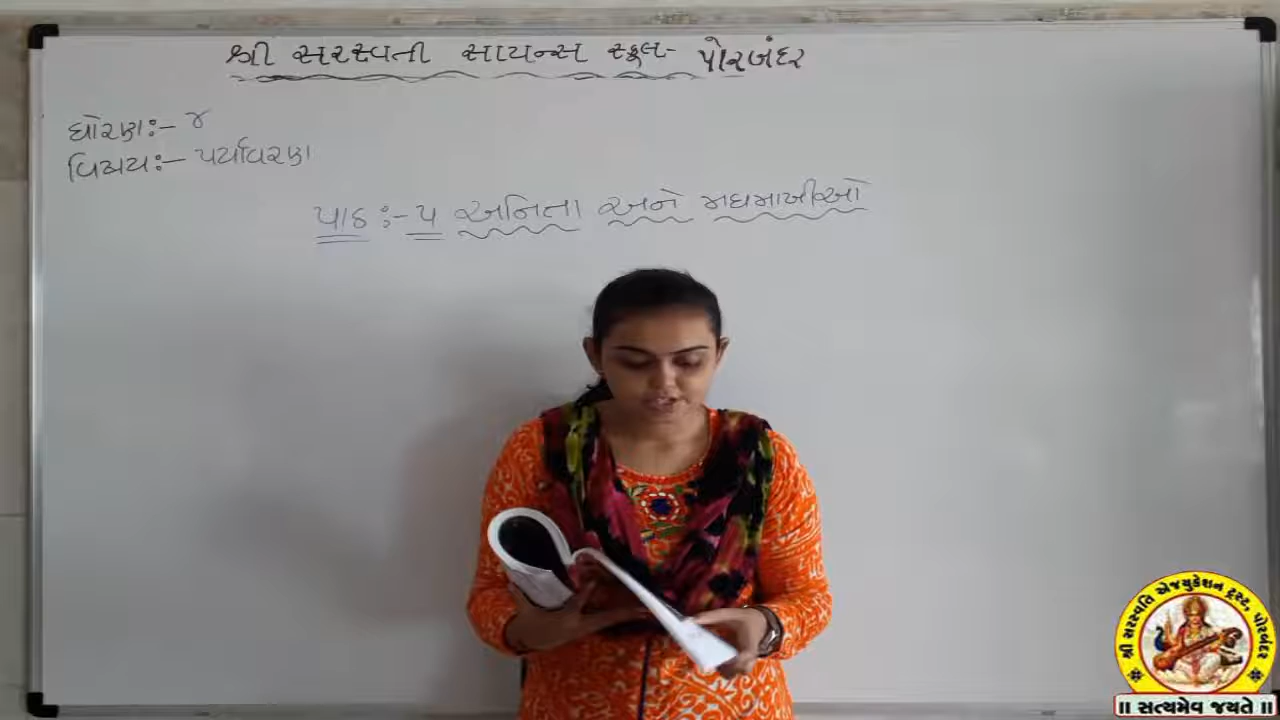 શ્રી સરસ્વતી સાયન્સ સ્કૂલ- પોરબંદર
ધોરણઃ- ૪
વિષયઃ- પર્યાવરણ
પાઠઃ- ૫ અનિતા અને મધમાખીઓ
શ્રી સરસ્વતિ એજ્યુકેશન ટ્રસ્ટ, પોરબંદર
॥ સત્યમેવ જયતે ॥